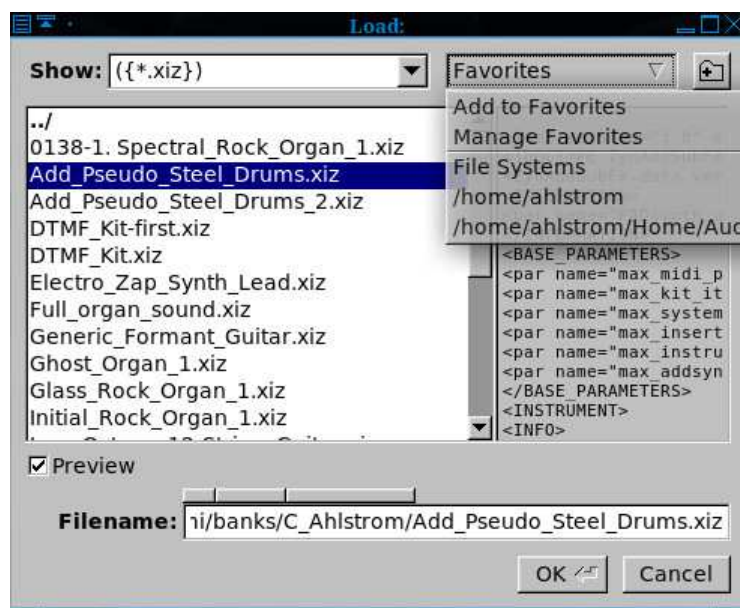 Load:
Show: ({*.xiz})
Favorites
Add to Favorites
Manage Favorites
File Systems
/home/ahlstrom
/home/ahlstrom/Home/Aud
../
0138-1. Spectral_Rock_Organ_1.xiz
Add_Pseudo_Steel_Drums.xiz
Add_Pseudo_Steel_Drums_2.xiz
DTMF_Kit-first.xiz
DTMF_Kit.xiz
Electro_Zap_Synth_Lead.xiz
Full_organ_sound.xiz
Generic_Formant_Guitar.xiz
Ghost_Organ_1.xiz
Glass_Rock_Organ_1.xiz
Initial_Rock_Organ_1.xiz
<BASE_PARAMETERS>
<par name="max_midi_p
<par name="max_kit_it
<par name="max_system
<par name="max_insert
<par name="max_instru
<par name="max_addsyn
</BASE_PARAMETERS>
<INSTRUMENT>
<INFO>
Preview
Filename: ni/banks/C_Ahlstrom/Add_Pseudo_Steel_Drums.xiz
OK
Cancel